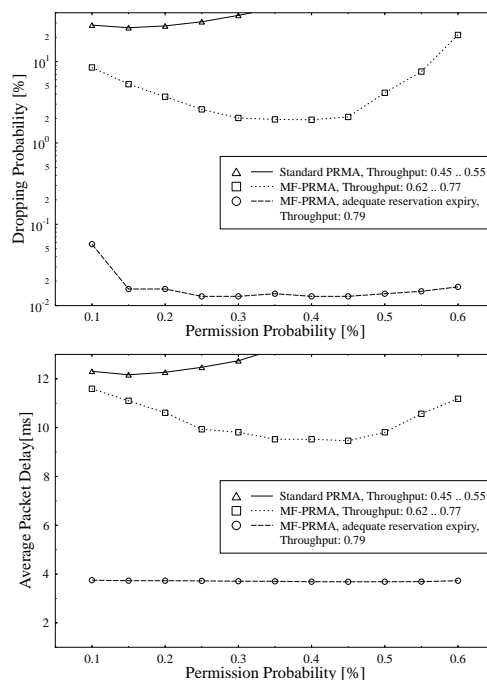 Dropping Probability [%]
5
2
10^1
5
2
10^0
5
2
10^-1
5
2
10^-2
Standard PRMA, Throughput: 0.45 .. 0.55
MF-PRMA, Throughput: 0.62 .. 0.77
MF-PRMA, adequate reservation expiry,
Throughput: 0.79
0.1 0.2 0.3 0.4 0.5 0.6
Permission Probability [%]
Average Packet Delay[ms]
12
10
8
6
4
2
Standard PRMA, Throughput: 0.45 .. 0.55
MF-PRMA, Throughput: 0.62 .. 0.77
MF-PRMA, adequate reservation expiry,
Throughput: 0.79
0.1 0.2 0.3 0.4 0.5 0.6
Permission Probability [%]